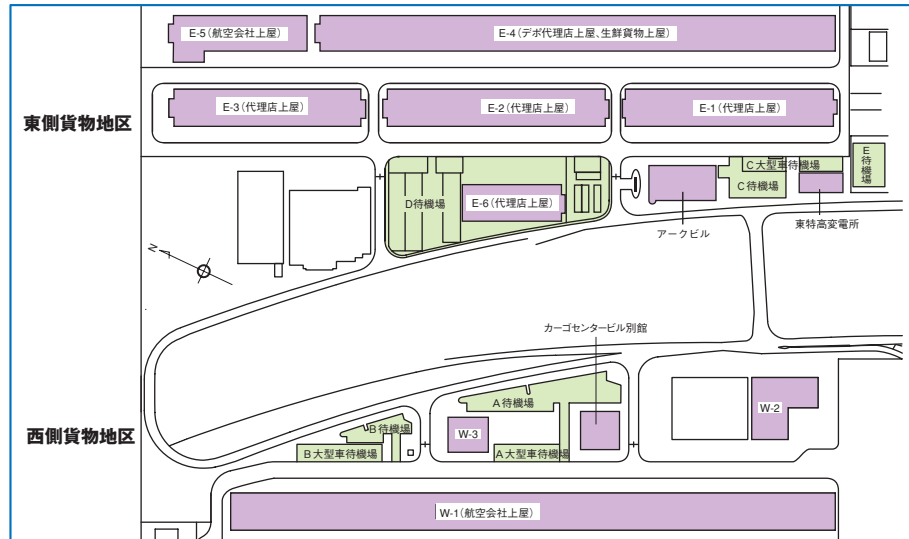 E-5(航空会社上屋)
E-4(デポ代理店上屋、生鮮貨物上屋)
E-3(代理店上屋)
E-2(代理店上屋)
E-1(代理店上屋)
東側貨物地区
C大型車待機場
E待機場
C待機場
D待機場
E-6(代理店上屋)
アークビル
東特高変電所
N
カーゴセンタービル別館
A待機場
W-2
西側貨物地区
B待機場
W-3
B大型車待機場
A大型車待機場
W-1(航空会社上屋)